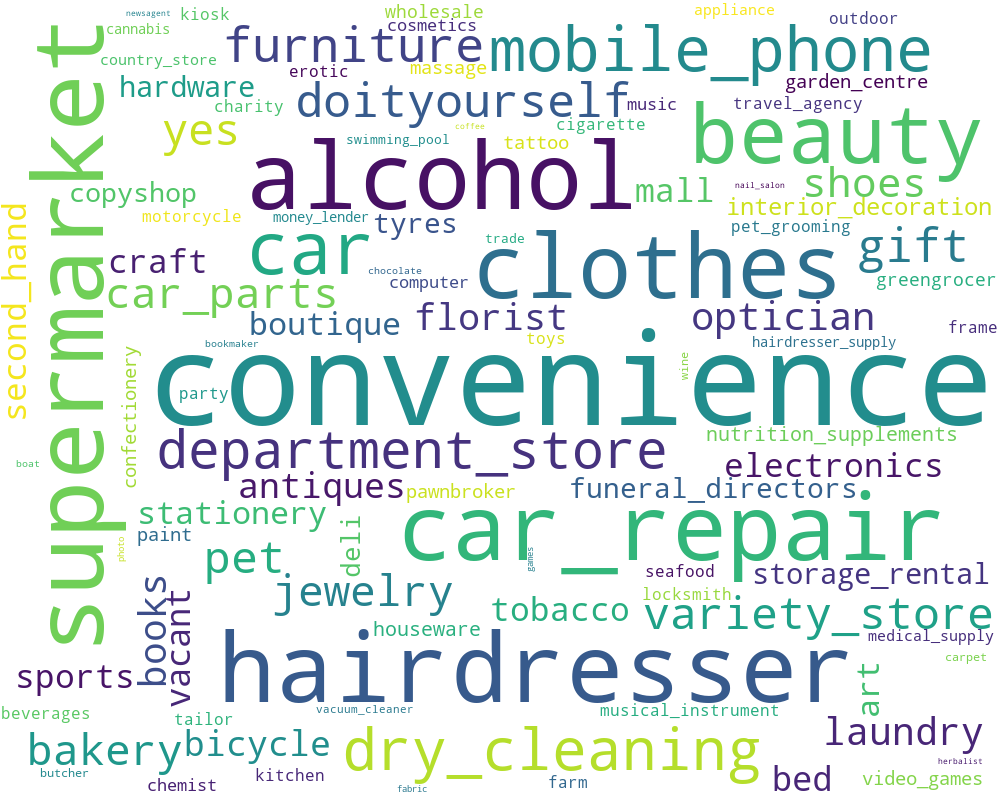 newsagent
kiosk
wholesale
appliance
cannabis
cosmetics
outdoor
supermarket
furniture
mobile_phone
country_store
erotic
massage
garden_centre
hardware
doityourself
music
travel_agency
charity
cigarette
yes
coffee
beauty
swimming_pool
tattoo
alcohol
copyshop
mall
nail_salon
shoes
second_hand
motorcycle
money_lender
tyres
interior_decoration
car
pet_grooming
trade
clothes
gift
craft
chocolate
computer
greengrocer
car_parts
boutique
florist
optician
frame
bookmaker
toys
hairdresser_supply
convenience
wine
confectionery
party
department_store
nutrition_supplements
boat
electronics
antiques
pawnbroker
funeral_directors
stationery
car_repair
paint
photo
deli
pet
games
seafood
storage_rental
books
jewelry
locksmith
vacant
tobacco
variety_store
houseware
medical_supply
hairdresser
sports
carpet
art
beverages
tailor
vacuum_cleaner
musical_instrument
bakery
bicycle
dry_cleaning
laundry
herbalist
butcher
kitchen
bed
video_games
chemist
fabric
farm